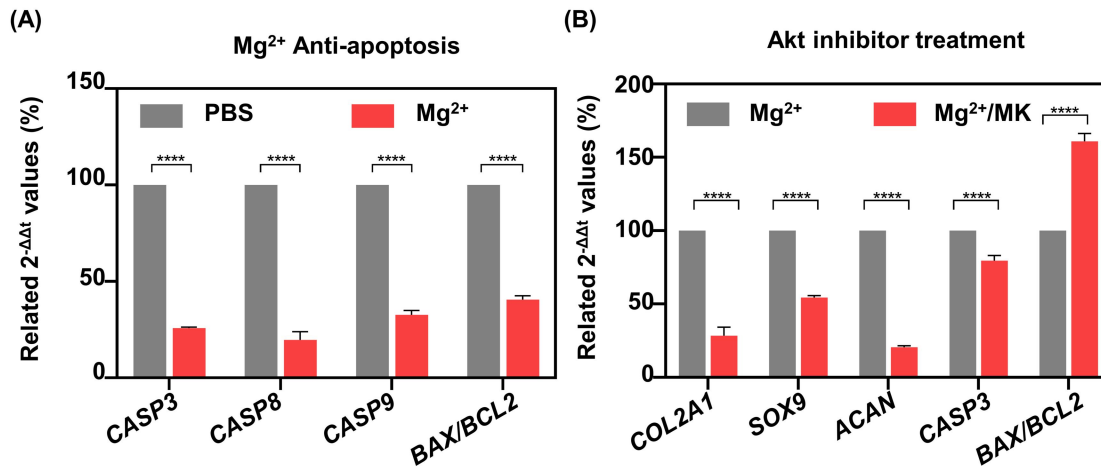 (A)
Mg²⁺ Anti-apoptosis
Related 2^-ΔΔt values (%)
150
100
50
0
PBS
Mg²⁺
****
****
****
****
CASP3
CASP8
CASP9
BAX/BCL2
(B)
Akt inhibitor treatment
Related 2^-ΔΔt values (%)
200
150
100
50
0
Mg²⁺
Mg²⁺/MK
****
****
****
****
****
COL2A1
SOX9
ACAN
CASP3
BAX/BCL2